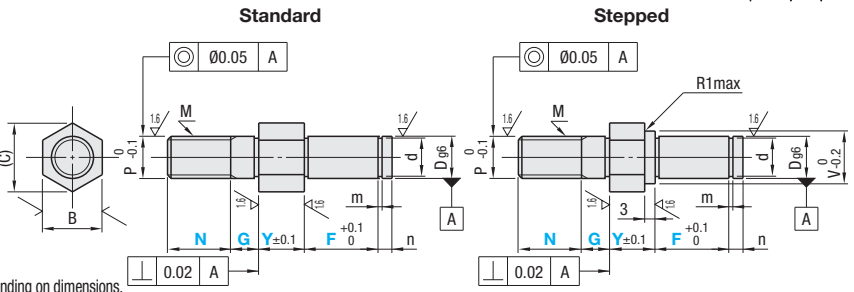 Standard
Stepped
Ø0.05 A
Ø0.05 A
R1max
1.6 M 1.6
1.6 M 1.6
(C)
P 0 -0.1
d
D g6
P 0 -0.1
d
D g6
V 0 -0.2
B
1.6
m
A
1.6 1.6
3
m
A
N G Y±0.1 F +0.1 0 n
N G Y±0.1 F +0.1 0 n
⊥ 0.02 A
⊥ 0.02 A
nding on dimensions.